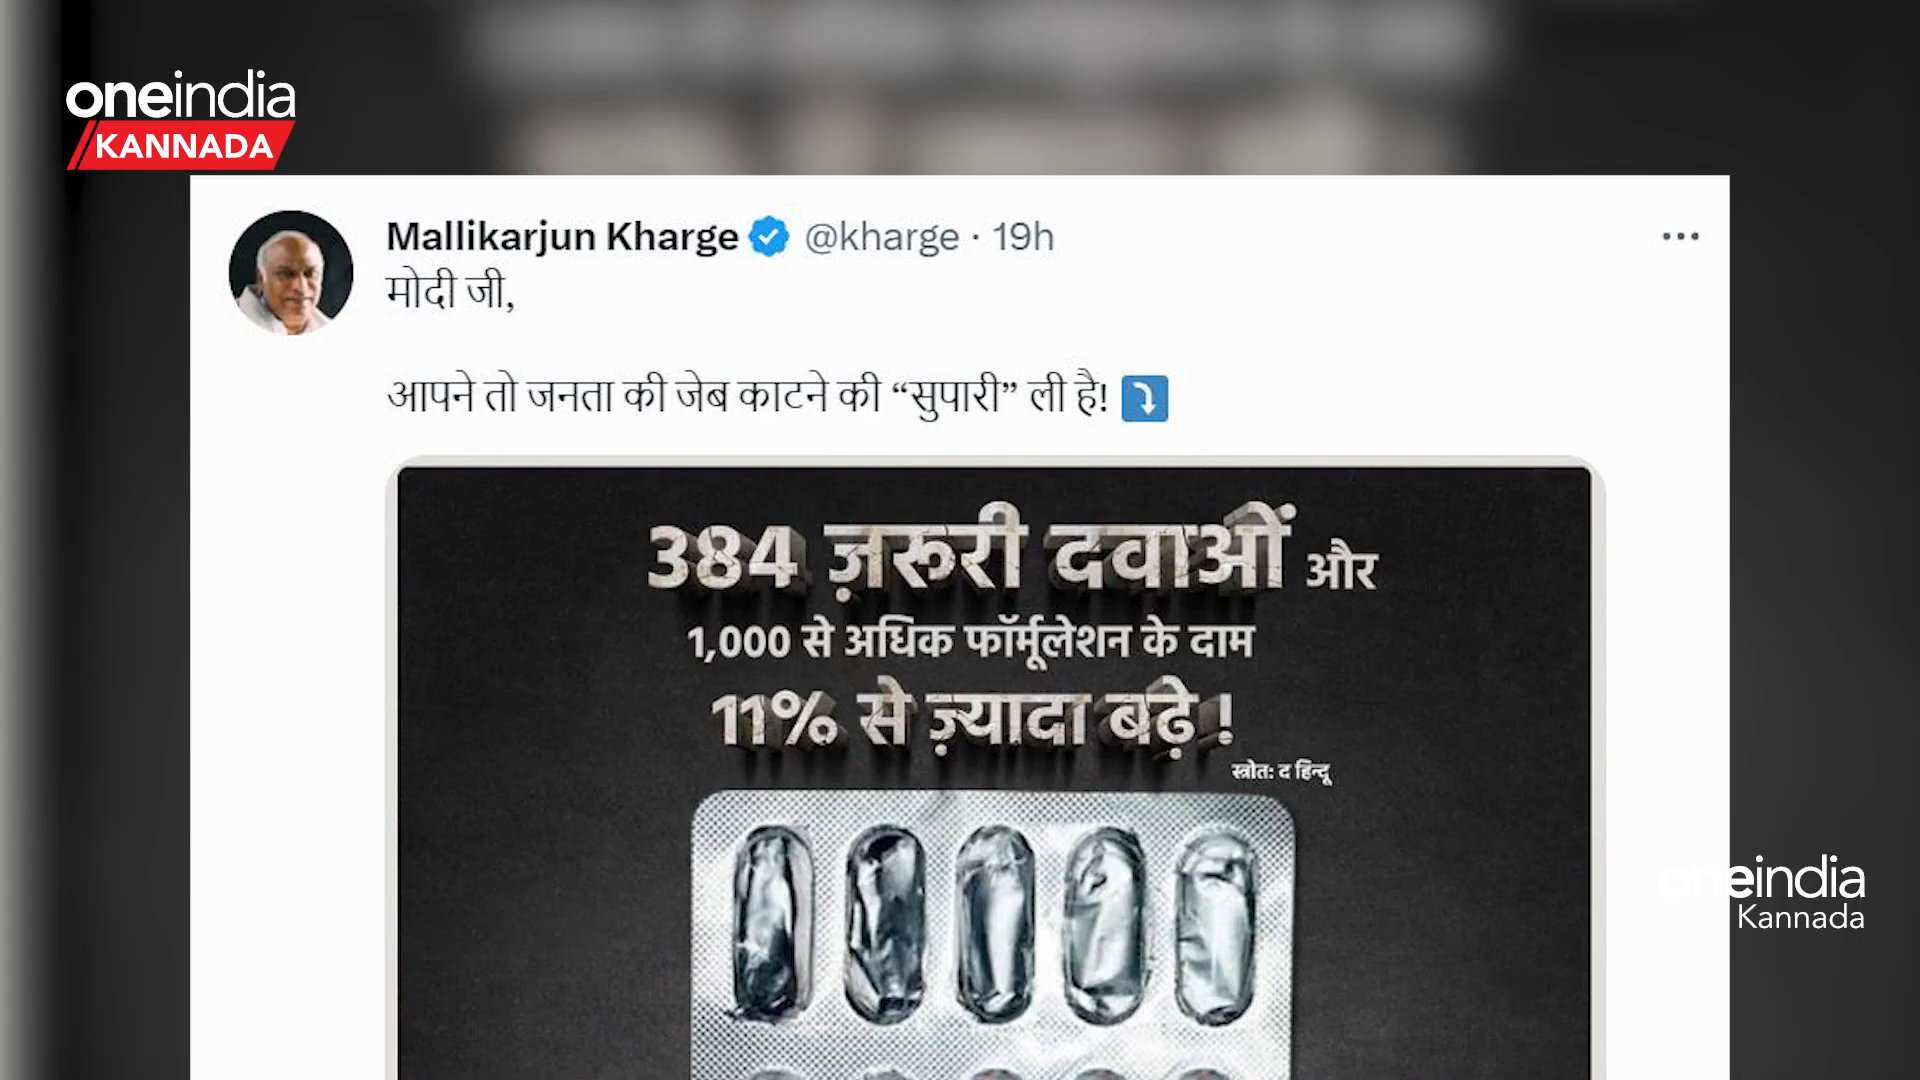 oneindia
KANNADA
Mallikarjun Kharge @kharge · 19h
मोदी जी,
आपने तो जनता की जेब काटने की “सुपारी” ली है!
384 ज़रूरी दवाओं और
1,000 से अधिक फॉर्मूलेशन के दाम
11% से ज़्यादा बढ़े !
स्त्रोत: द हिन्दू
oneindia
Kannada